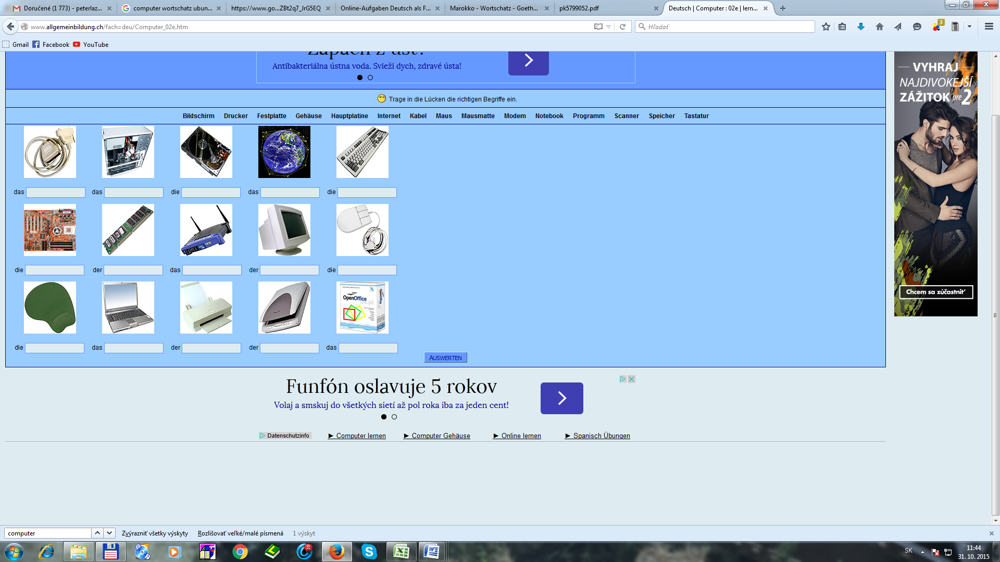 Doručené (1 773) - peterlaz...
computer wortschatz ubun...
https://www.go...ZBt2q7_JrG5EQ
Online-Aufgaben Deutsch als F...
Marokko - Wortschatz - Goeth...
pk5799052.pdf
Deutsch | Computer : 02e | lern...
www.allgemeinbildung.ch/fach=deu/Computer_02e.htm
Hľadať
3
Gmail Facebook YouTube
Zápach z úst?
Antibakteriálna ústna voda. Svieži dych, zdravé ústa!
Trage in die Lücken die richtigen Begriffe ein.
Bildschirm Drucker Festplatte Gehäuse Hauptplatine Internet Kabel Maus Mausmatte Modem Notebook Programm Scanner Speicher Tastatur
das das die das die
die der das der die
OpenOffice
ux.pl
die das der der das
AUSWERTEN
VYHRAJ
NAJDIVOKEJŠÍ
ZÁŽITOK pre 2
Chcem sa zúčastniť
Funfón oslavuje 5 rokov
Volaj a smskuj do všetkých sietí až pol roka iba za jeden cent!
Datenschutzinfo
► Computer lernen ► Computer Gehäuse ► Online lernen ► Spanisch Übungen
computer
Zvýrazniť všetky výskyty
Rozlišovať veľké/malé písmená
1 výskyt
SK
11:44
31. 10. 2015